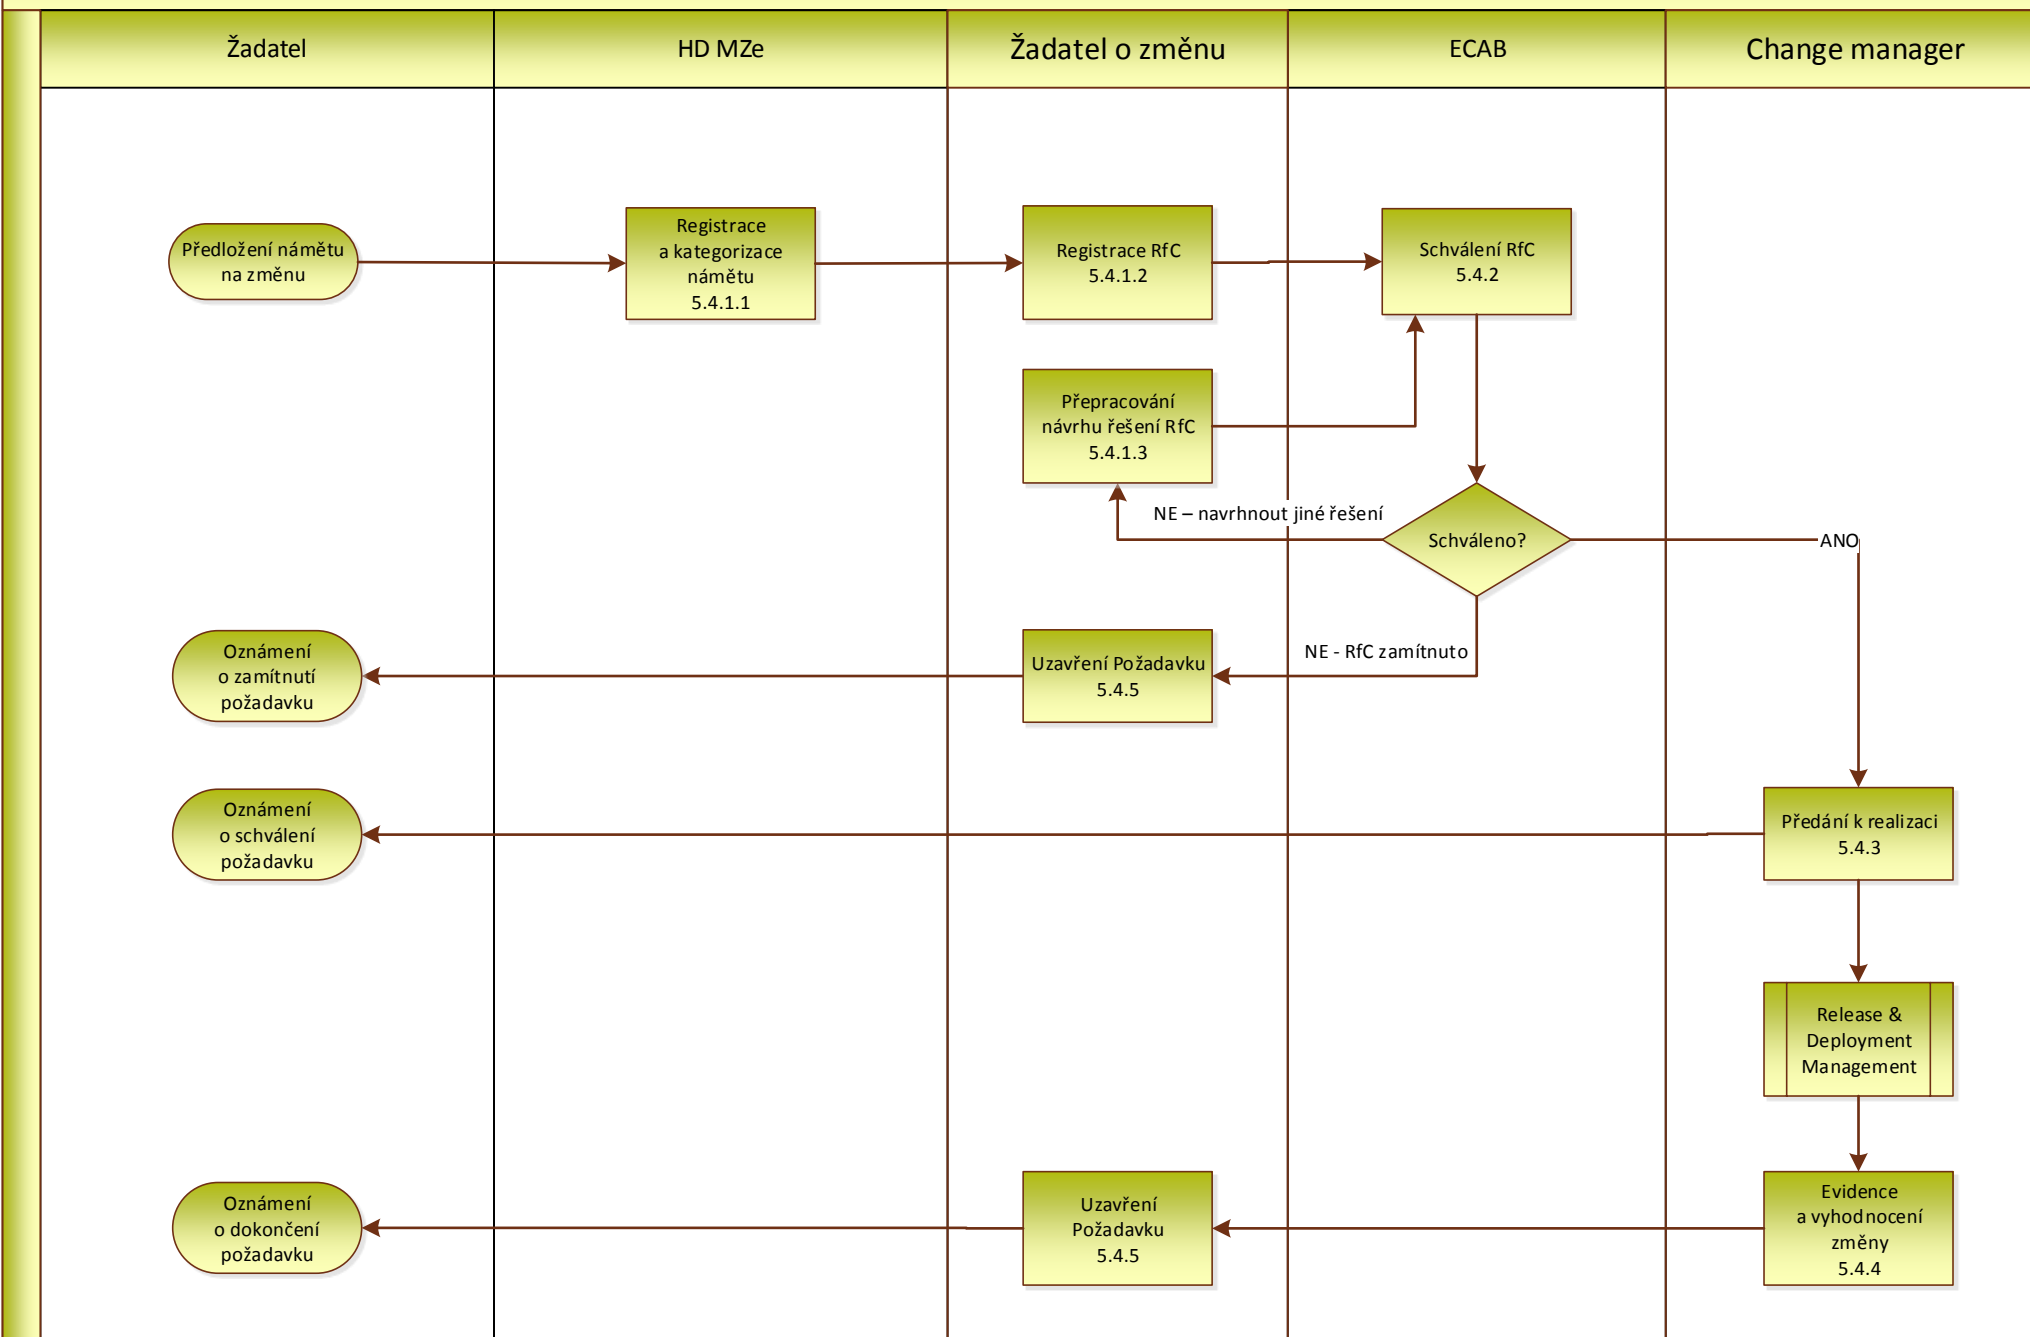 Žadatel
HD MZe
Žadatel o změnu
ECAB
Change manager
Předložení námětu
na změnu
Registrace
a kategorizace
námětu
5.4.1.1
Registrace RfC
5.4.1.2
Schválení RfC
5.4.2
Přepracování
návrhu řešení RfC
5.4.1.3
NE – navrhnout jiné řešení
Schváleno?
ANO
Oznámení
o zamítnutí
požadavku
Uzavření Požadavku
5.4.5
NE - RfC zamítnuto
Oznámení
o schválení
požadavku
Předání k realizaci
5.4.3
Release &
Deployment
Management
Oznámení
o dokončení
požadavku
Uzavření
Požadavku
5.4.5
Evidence
a vyhodnocení
změny
5.4.4